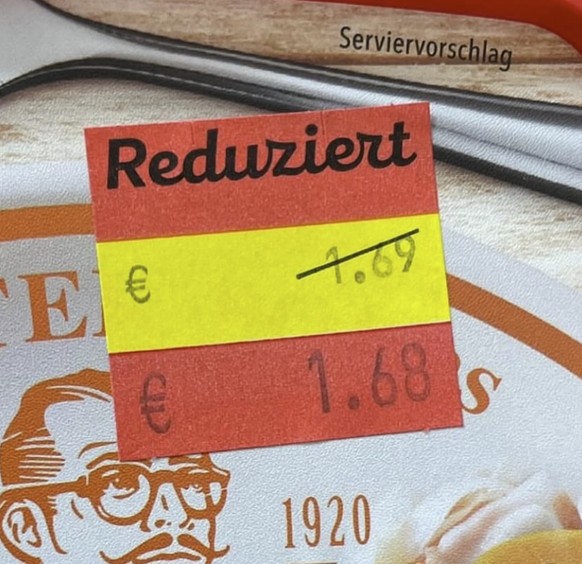 Serviervorschlag
Reduziert
€ 1.69
€ 1.68
1920